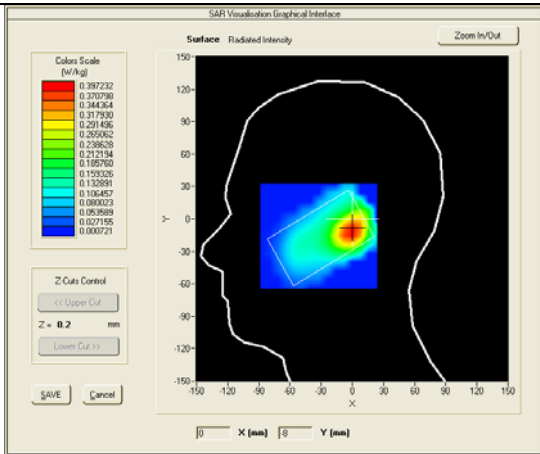 SAR Visualisation Graphical Interface
Surface Radiated Intensity
Zoom In/Out
Colors Scale
(W/kg)
0.397232
0.370798
0.344364
0.317930
0.291496
0.265062
0.238628
0.212194
0.185760
0.159326
0.132891
0.106457
0.080023
0.053589
0.027155
0.000721
150
120
90
60
30
0
-30
-60
-90
-120
-150
Y
-150 -120 -90 -60 -30 0 30 60 90 120 150
X
Z Cuts Control
<< Upper Cut
Z = 0.2 mm
Lower Cut >>
SAVE Cancel
0 X (mm) -8 Y (mm)